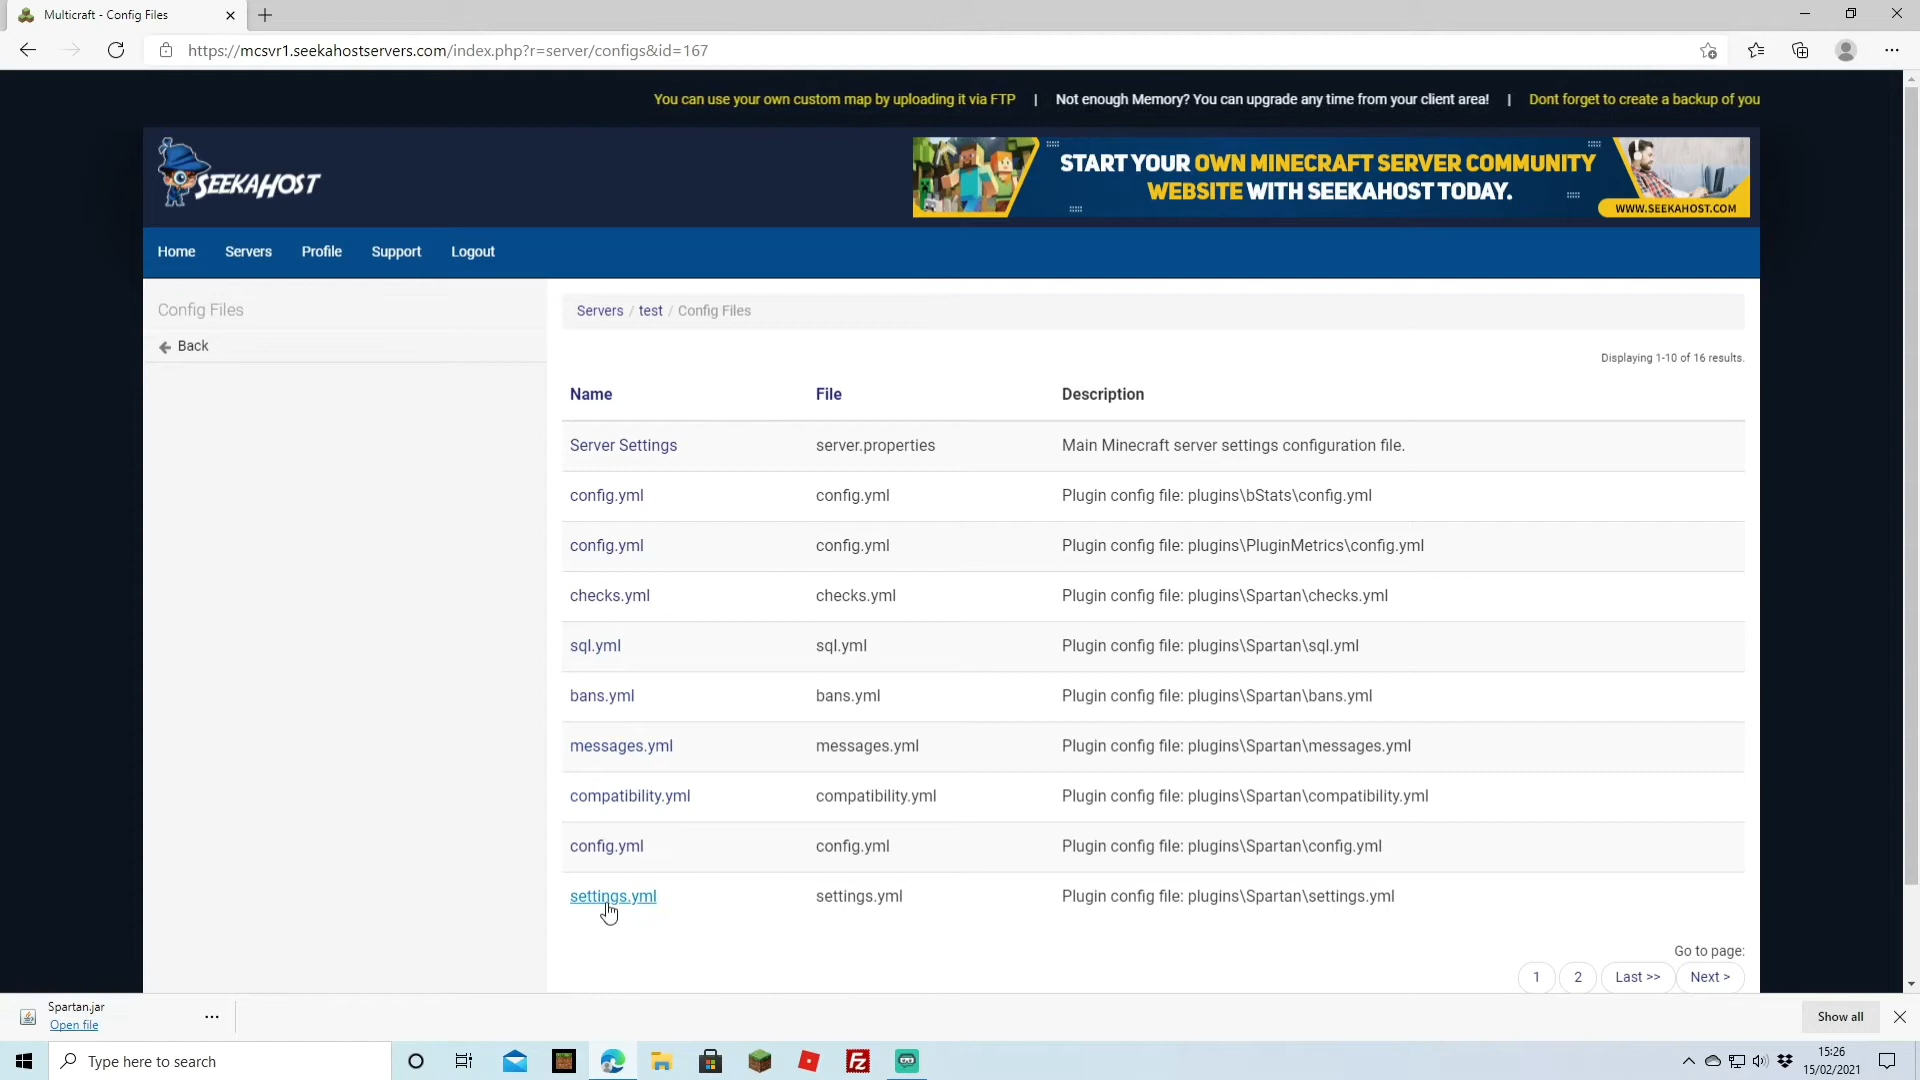 Multicraft - Config Files
https://mcsvr1.seekahostservers.com/index.php?r=server/configs&id=167
You can use your own custom map by uploading it via FTP | Not enough Memory? You can upgrade any time from your client area! | Dont forget to create a backup of you
SEEKAHOST
START YOUR OWN MINECRAFT SERVER COMMUNITY
WEBSITE WITH SEEKAHOST TODAY.
WWW.SEEKAHOST.COM
Home Servers Profile Support Logout
Config Files
Back
Servers / test / Config Files
Displaying 1-10 of 16 results.
Name File Description
Server Settings server.properties Main Minecraft server settings configuration file.
config.yml config.yml Plugin config file: plugins\bStats\config.yml
config.yml config.yml Plugin config file: plugins\PluginMetrics\config.yml
checks.yml checks.yml Plugin config file: plugins\Spartan\checks.yml
sql.yml sql.yml Plugin config file: plugins\Spartan\sql.yml
bans.yml bans.yml Plugin config file: plugins\Spartan\bans.yml
messages.yml messages.yml Plugin config file: plugins\Spartan\messages.yml
compatibility.yml compatibility.yml Plugin config file: plugins\Spartan\compatibility.yml
config.yml config.yml Plugin config file: plugins\Spartan\config.yml
settings.yml settings.yml Plugin config file: plugins\Spartan\settings.yml
Go to page:
1 2 Last >> Next >
Spartan.jar
Open file
Show all
Type here to search
FZ
15:26
15/02/2021